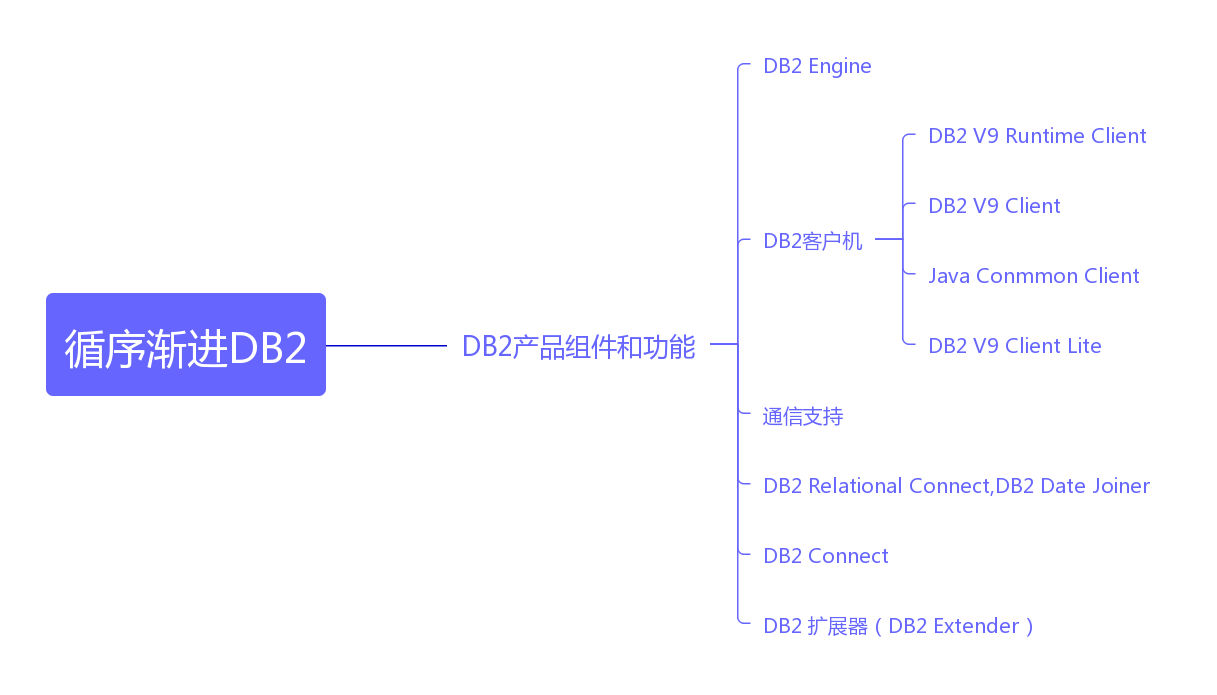 循序渐进DB2
DB2产品组件和功能
DB2 Engine
DB2客户机
DB2 V9 Runtime Client
DB2 V9 Client
Java Conmmon Client
DB2 V9 Client Lite
通信支持
DB2 Relational Connect,DB2 Date Joiner
DB2 Connect
DB2 扩展器（DB2 Extender）